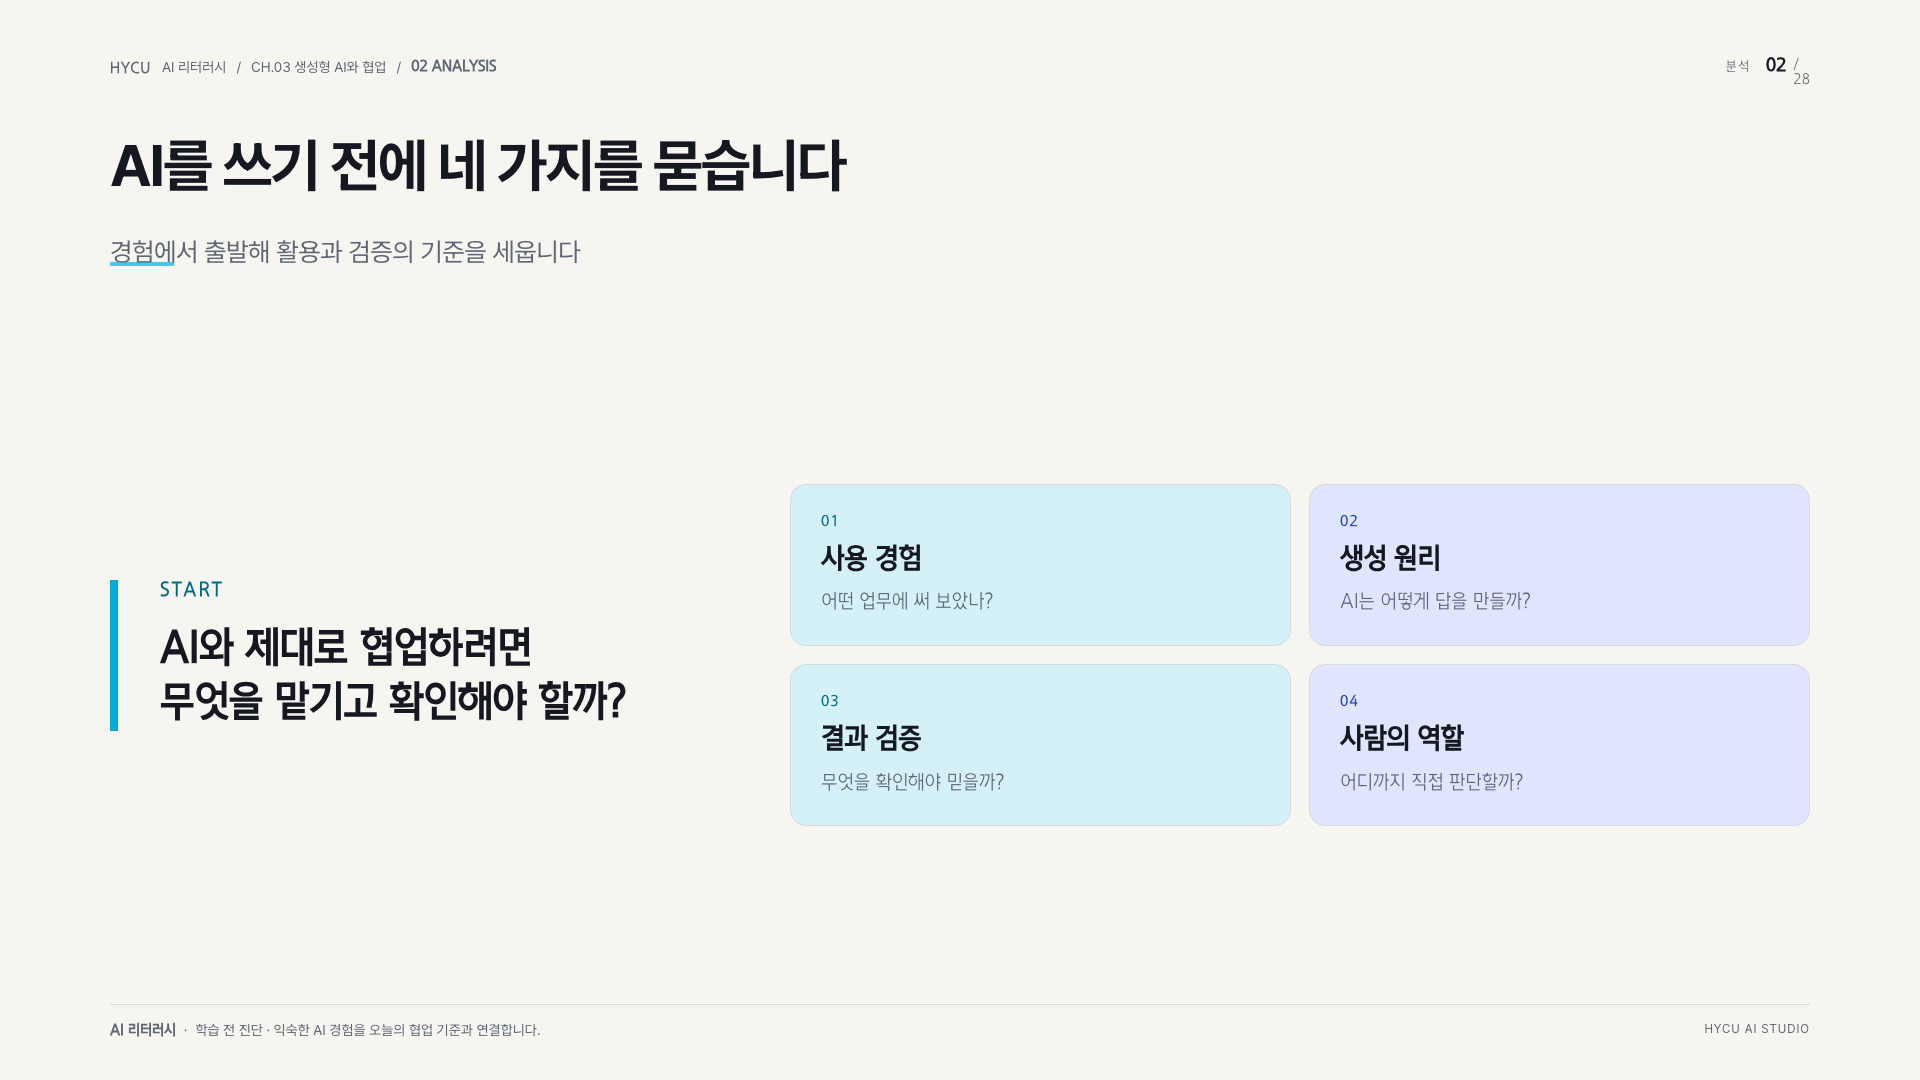 HYCU AI 리터러시 / CH.03 생성형 AI와 협업 / 02 ANALYSIS
분석 02 / 28
AI를 쓰기 전에 네 가지를 묻습니다
경험에서 출발해 활용과 검증의 기준을 세웁니다
START
AI와 제대로 협업하려면
무엇을 맡기고 확인해야 할까?
01
사용 경험
어떤 업무에 써 보았나?
02
생성 원리
AI는 어떻게 답을 만들까?
03
결과 검증
무엇을 확인해야 믿을까?
04
사람의 역할
어디까지 직접 판단할까?
AI 리터러시 · 학습 전 진단 · 익숙한 AI 경험을 오늘의 협업 기준과 연결합니다.
HYCU AI STUDIO